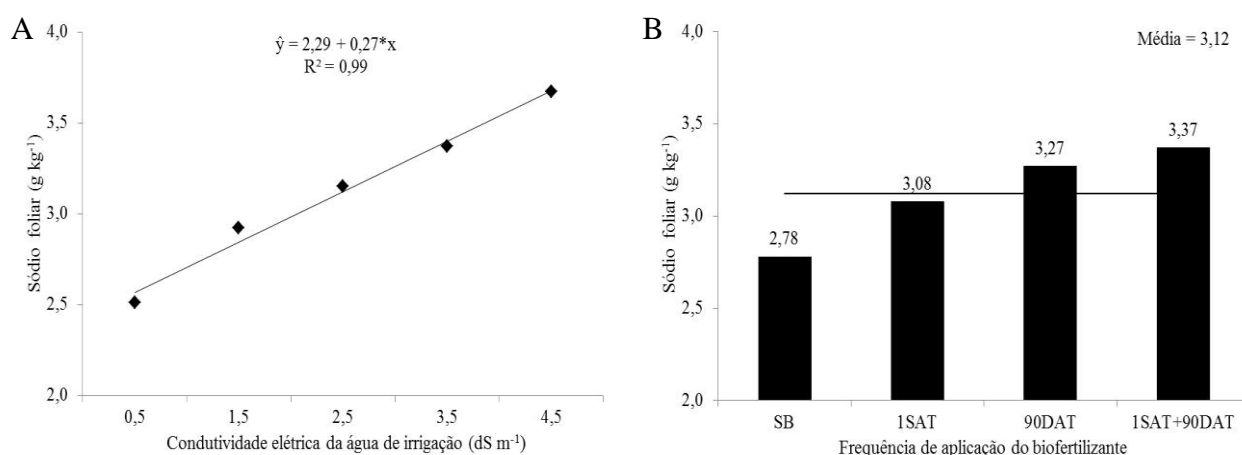 A
ŷ = 2,29 + 0,27*x
R² = 0,99
Sódio foliar (g kg⁻¹)
4,0
3,5
3,0
2,5
2,0
0,5 1,5 2,5 3,5 4,5
Condutividade elétrica da água de irrigação (dS m⁻¹)
B
Média = 3,12
Sódio foliar (g kg⁻¹)
4,0
3,5
3,0
2,5
2,0
2,78
3,08
3,27
3,37
SB 1SAT 90DAT 1SAT+90DAT
Frequência de aplicação do biofertilizante